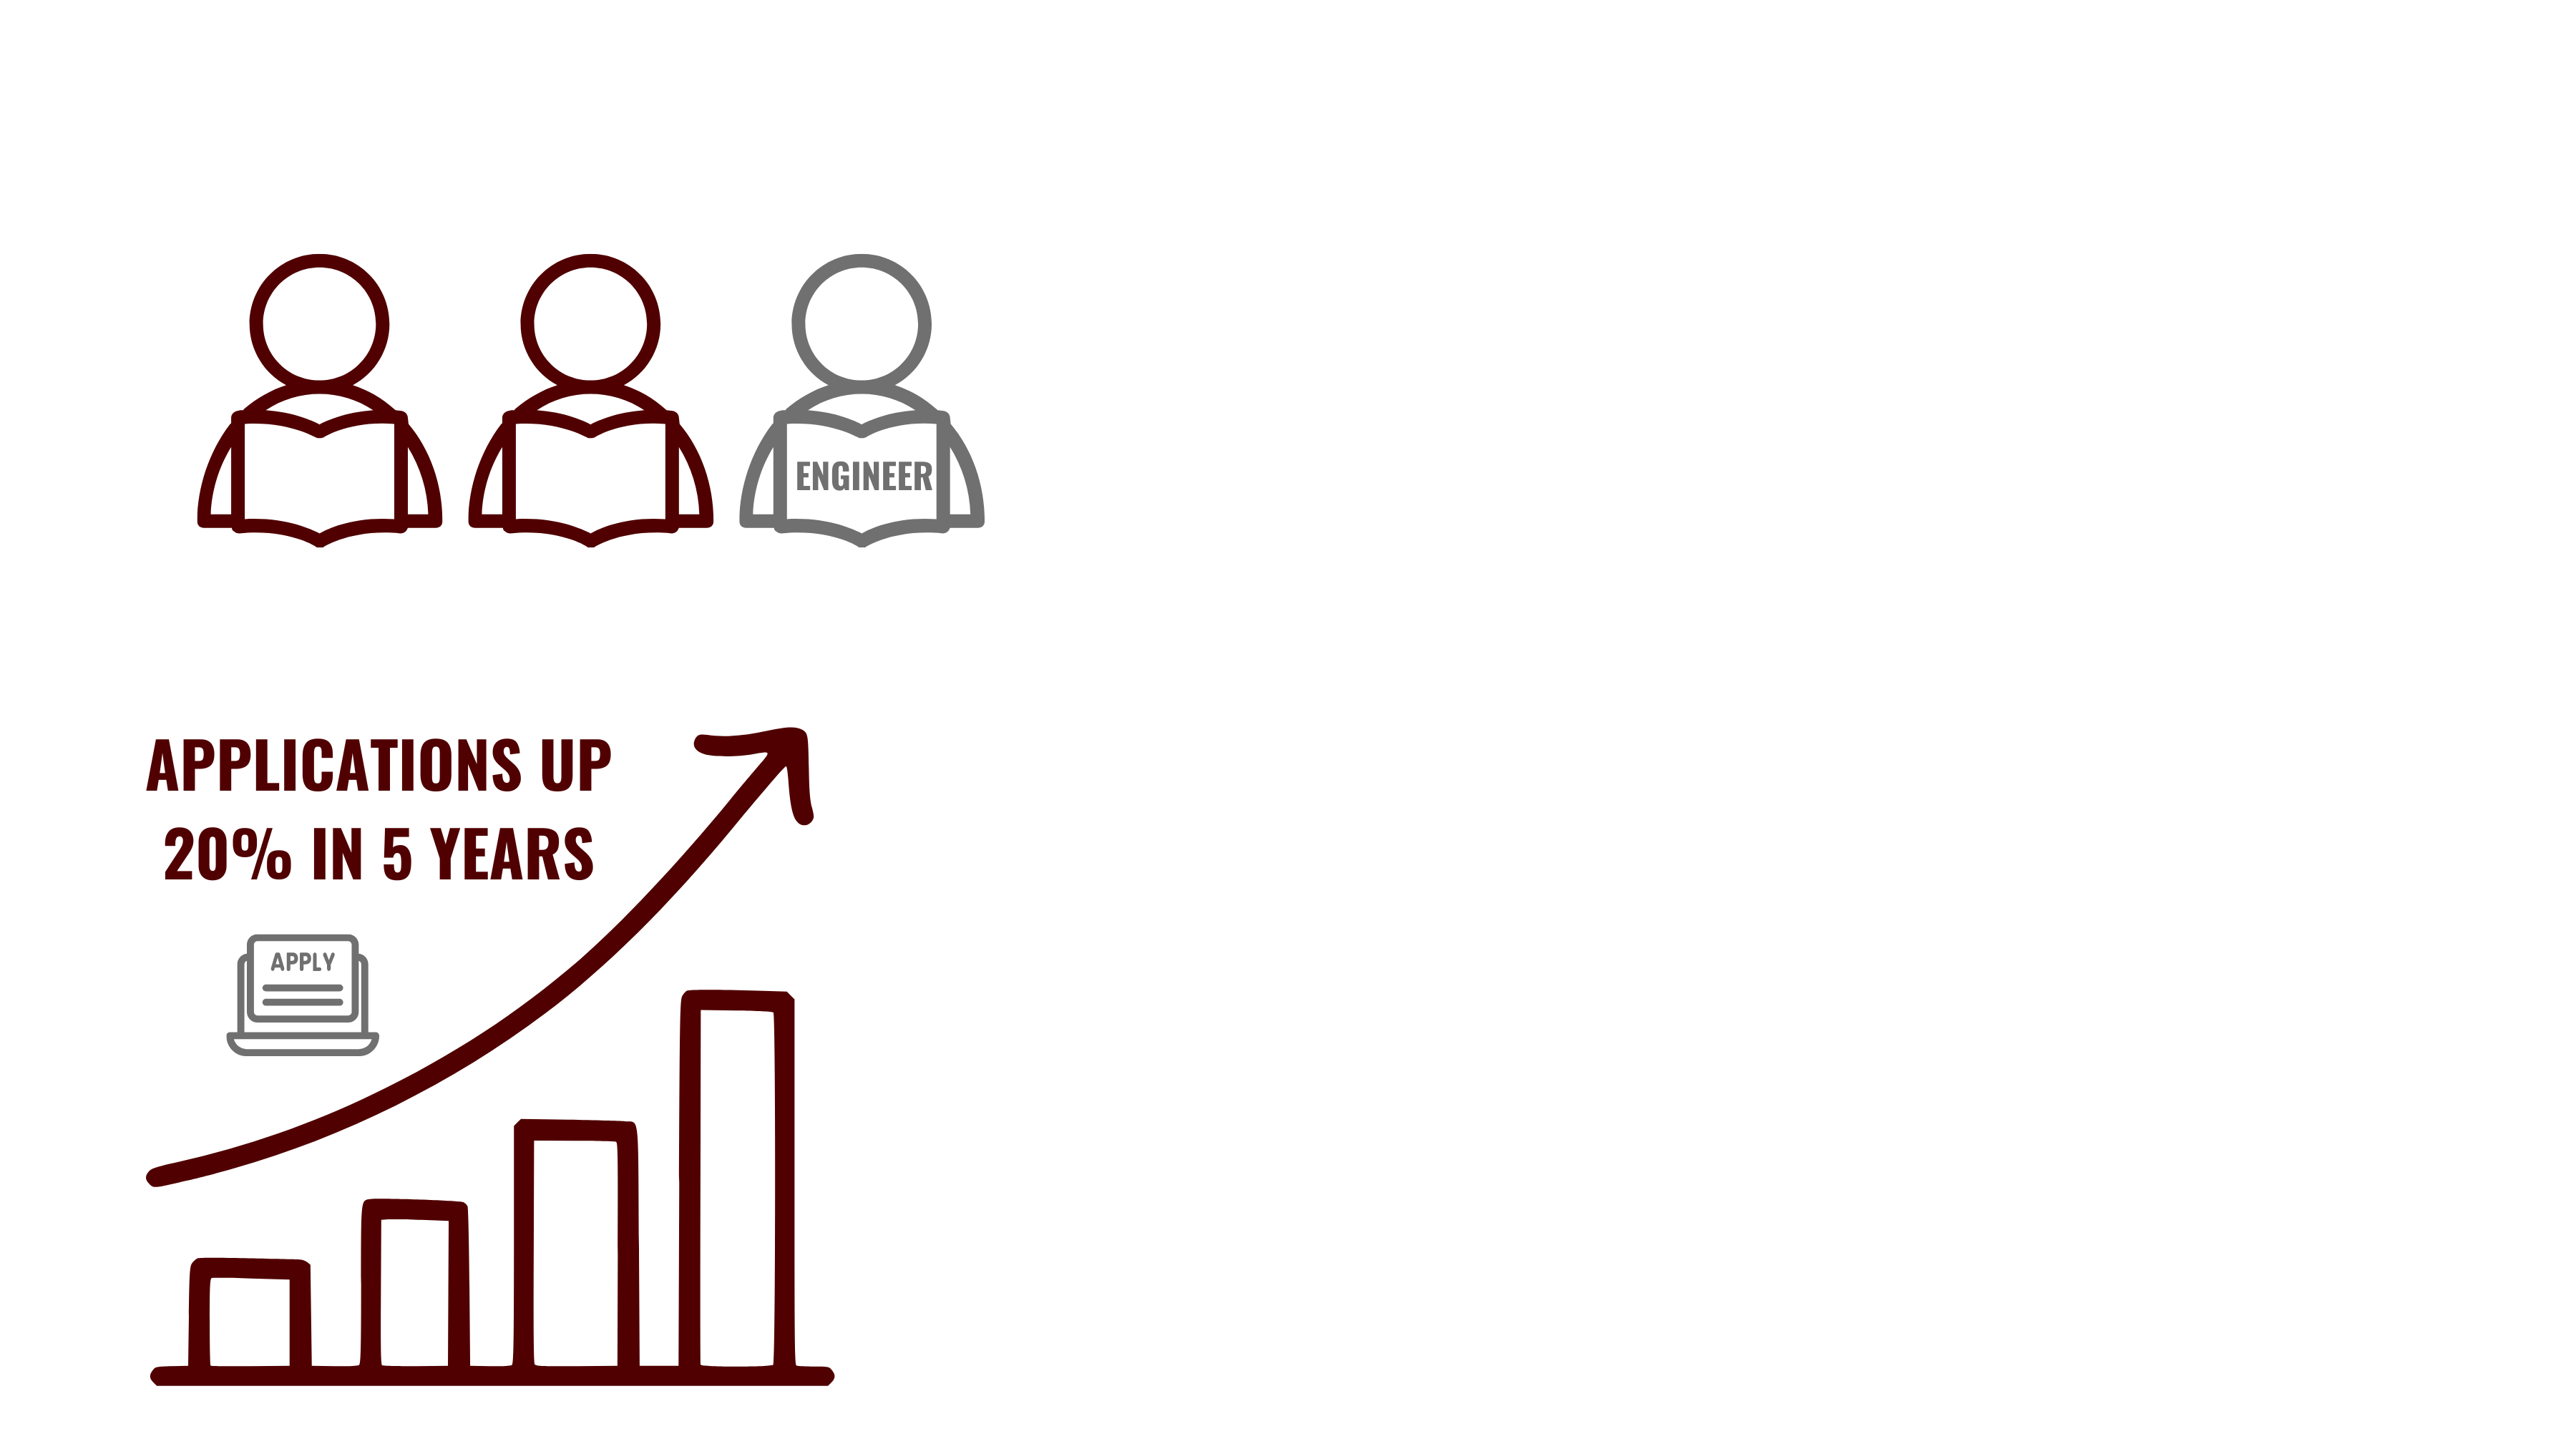 ENGINEER
APPLICATIONS UP
20% IN 5 YEARS
APPLY